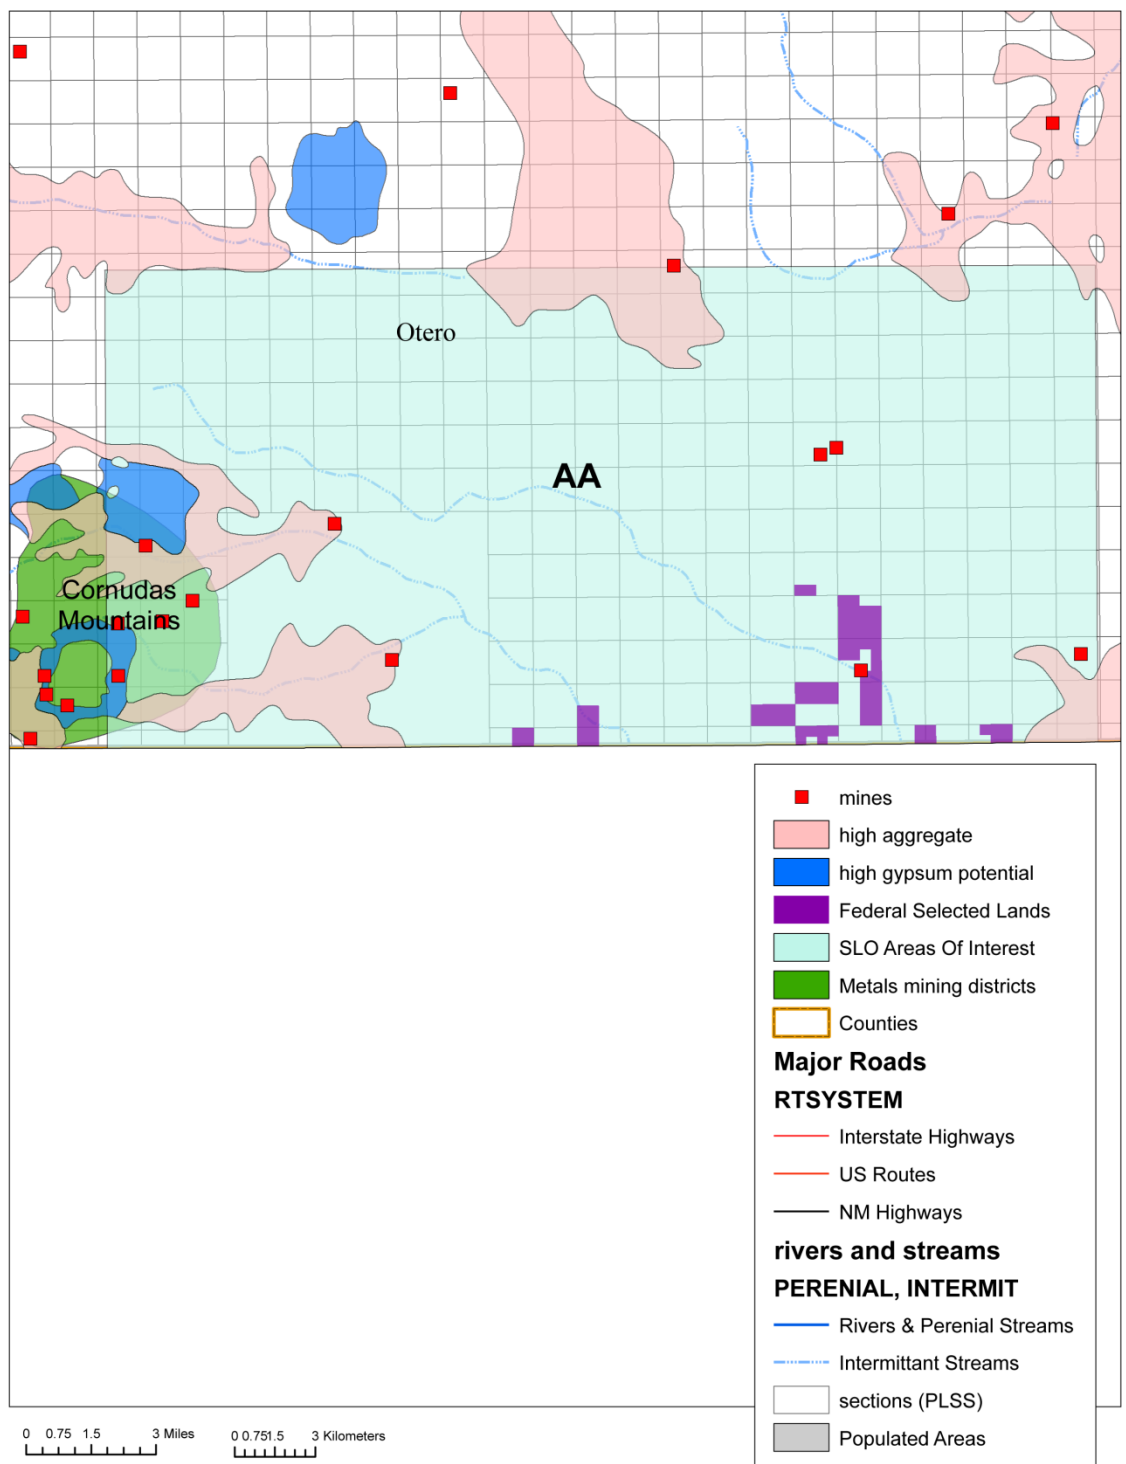 Otero
AA
Cornudas
Mountains
mines
high aggregate
high gypsum potential
Federal Selected Lands
SLO Areas Of Interest
Metals mining districts
Counties
Major Roads
RTSYSTEM
Interstate Highways
US Routes
NM Highways
rivers and streams
PERENIAL, INTERMIT
Rivers & Perenial Streams
Intermittant Streams
sections (PLSS)
Populated Areas
0 0.75 1.5 3 Miles
0 0.751.5 3 Kilometers